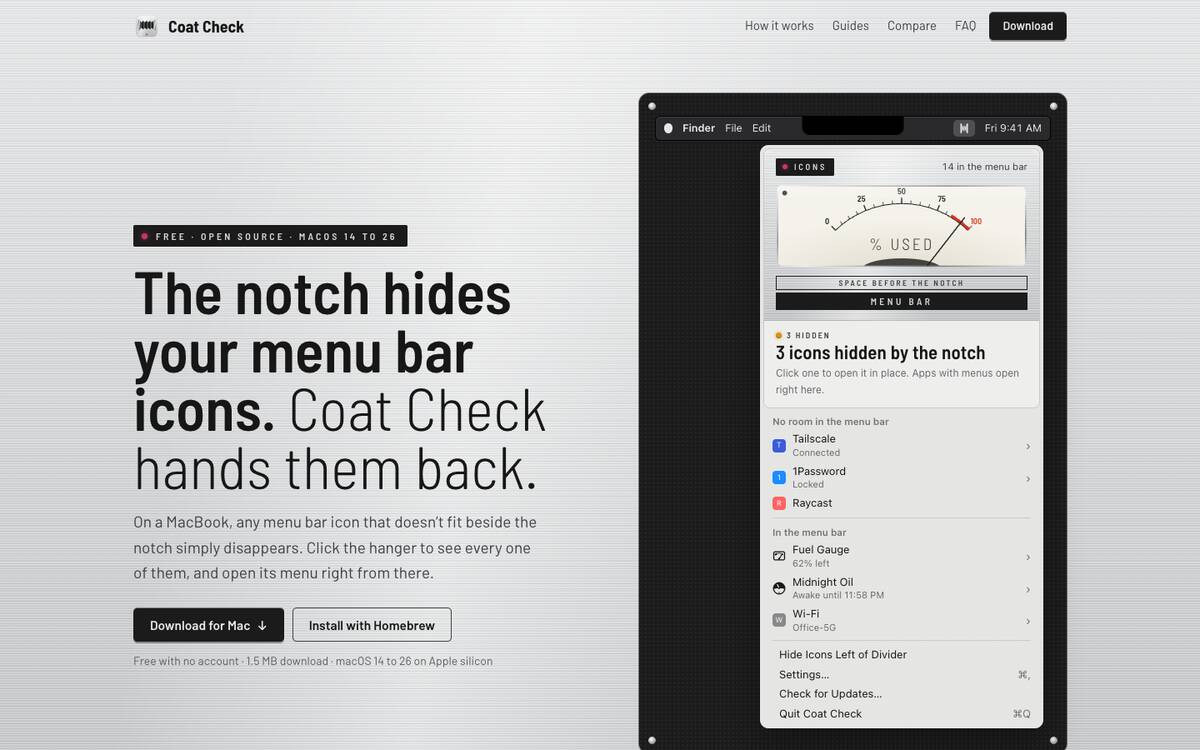 Coat Check
How it works Guides Compare FAQ Download
FREE · OPEN SOURCE · MACOS 14 TO 26
The notch hides
your menu bar
icons. Coat Check
hands them back.
On a MacBook, any menu bar icon that doesn’t fit beside the
notch simply disappears. Click the hanger to see every one
of them, and open its menu right from there.
Download for Mac ↓ Install with Homebrew
Free with no account · 1.5 MB download · macOS 14 to 26 on Apple silicon
Finder File Edit Fri 9:41 AM
ICONS 14 in the menu bar
0 25 50 75 100
% USED
SPACE BEFORE THE NOTCH
MENU BAR
3 HIDDEN
3 icons hidden by the notch
Click one to open it in place. Apps with menus open
right here.
No room in the menu bar
T Tailscale ›
Connected
1 1Password ›
Locked
R Raycast
In the menu bar
Fuel Gauge ›
62% left
Midnight Oil ›
Awake until 11:58 PM
W Wi-Fi ›
Office-5G
Hide Icons Left of Divider
Settings... ⌘,
Check for Updates...
Quit Coat Check ⌘Q